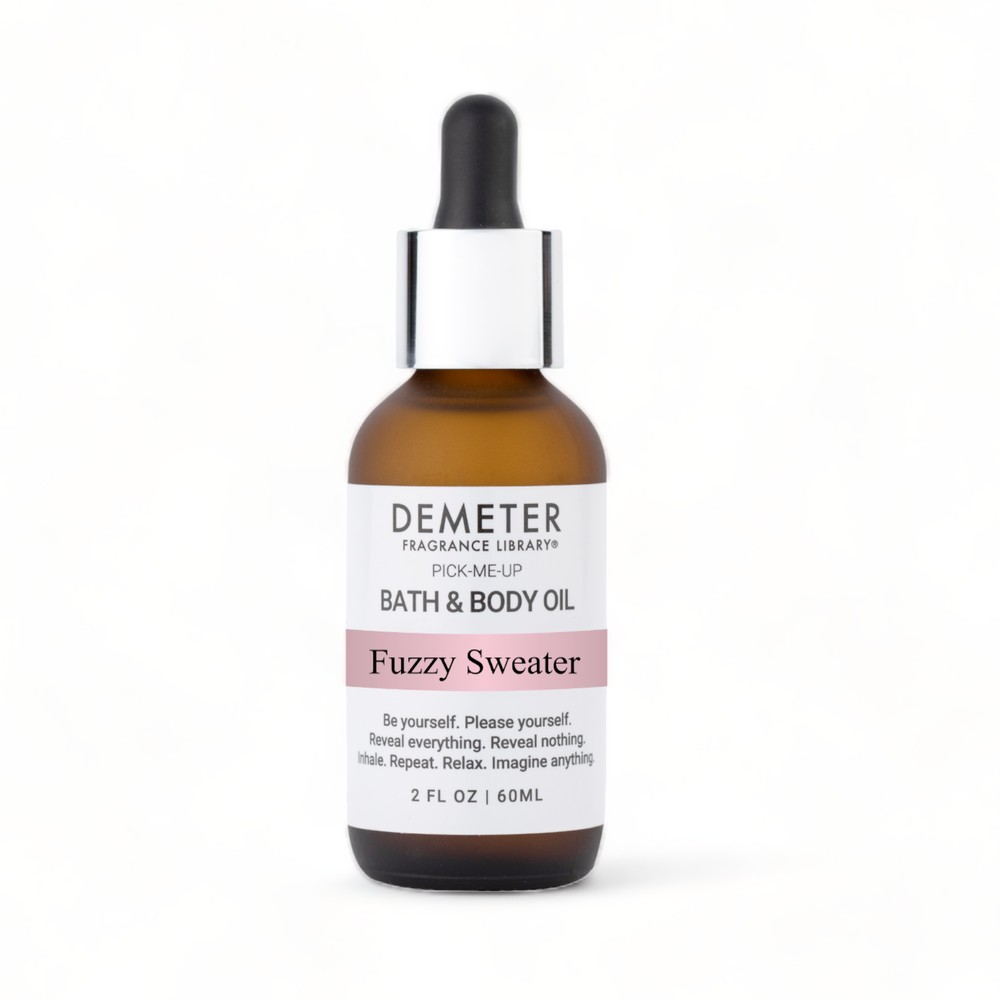 DEMETER
FRAGRANCE LIBRARY®
PICK-ME-UP
BATH & BODY OIL
Fuzzy Sweater
Be yourself. Please yourself.
Reveal everything. Reveal nothing.
Inhale. Repeat. Relax. Imagine anything.
2 FL OZ | 60ML